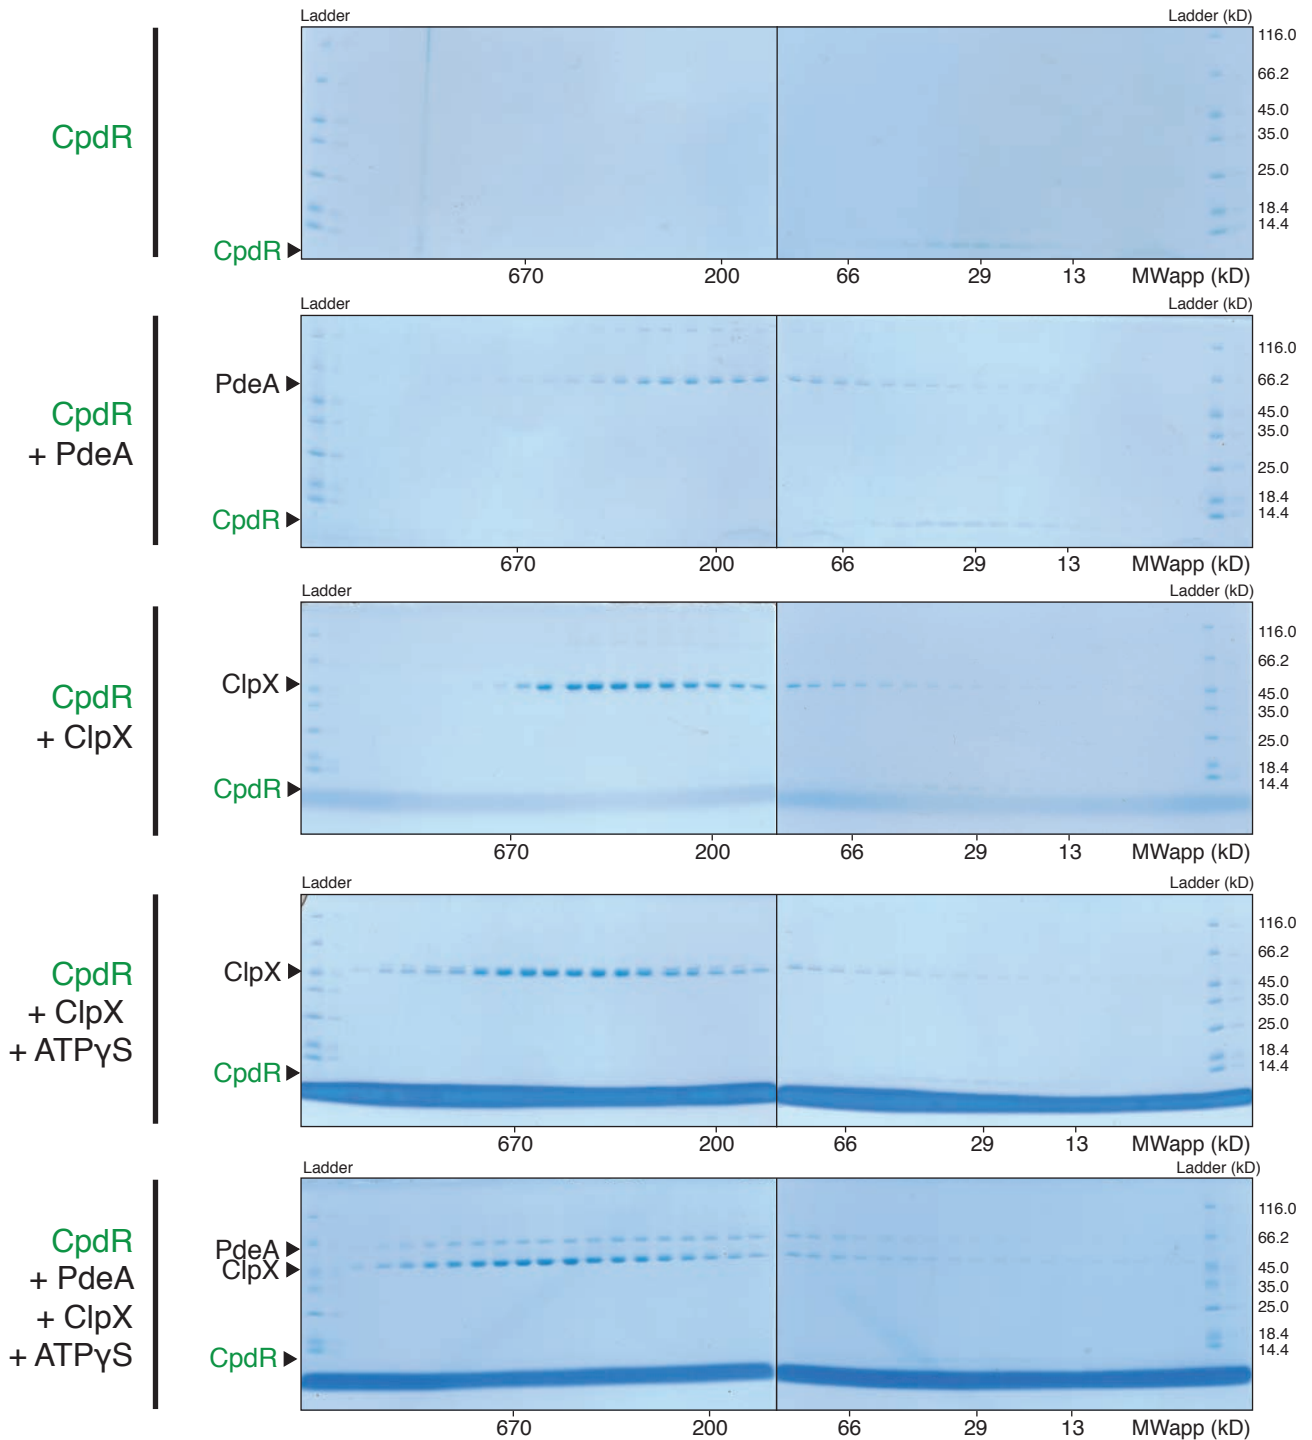 Ladder
Ladder (kD)
CpdR
CpdR
116.0
66.2
45.0
35.0
25.0
18.4
14.4
670
200
66
29
13
MWapp (kD)
Ladder
Ladder (kD)
CpdR
+ PdeA
PdeA
CpdR
116.0
66.2
45.0
35.0
25.0
18.4
14.4
670
200
66
29
13
MWapp (kD)
Ladder
Ladder (kD)
CpdR
+ ClpX
ClpX
CpdR
116.0
66.2
45.0
35.0
25.0
18.4
14.4
670
200
66
29
13
MWapp (kD)
Ladder
Ladder (kD)
CpdR
+ ClpX
+ ATPγS
ClpX
CpdR
116.0
66.2
45.0
35.0
25.0
18.4
14.4
670
200
66
29
13
MWapp (kD)
Ladder
Ladder (kD)
CpdR
+ PdeA
+ ClpX
+ ATPγS
PdeA
ClpX
CpdR
116.0
66.2
45.0
35.0
25.0
18.4
14.4
670
200
66
29
13
MWapp (kD)